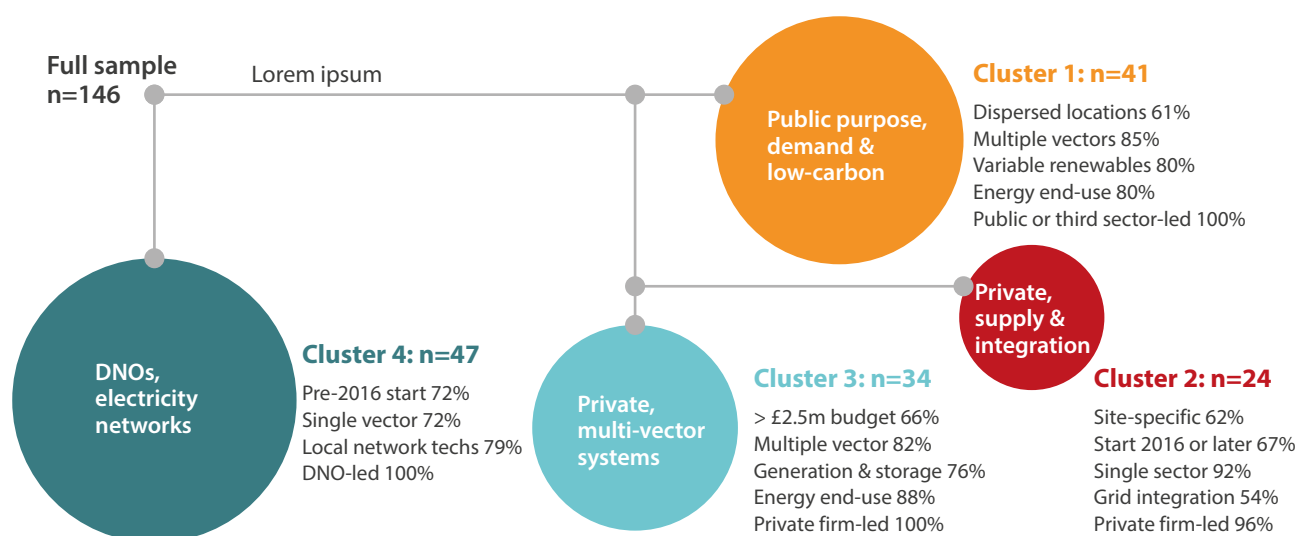 Full sample
n=146
Lorem ipsum
Public purpose,
demand &
low-carbon
Cluster 1: n=41
Dispersed locations 61%
Multiple vectors 85%
Variable renewables 80%
Energy end-use 80%
Public or third sector-led 100%
Private,
supply &
integration
Cluster 2: n=24
Site-specific 62%
Start 2016 or later 67%
Single sector 92%
Grid integration 54%
Private firm-led 96%
DNOs,
electricity
networks
Cluster 4: n=47
Pre-2016 start 72%
Single vector 72%
Local network techs 79%
DNO-led 100%
Private,
multi-vector
systems
Cluster 3: n=34
> £2.5m budget 66%
Multiple vector 82%
Generation & storage 76%
Energy end-use 88%
Private firm-led 100%